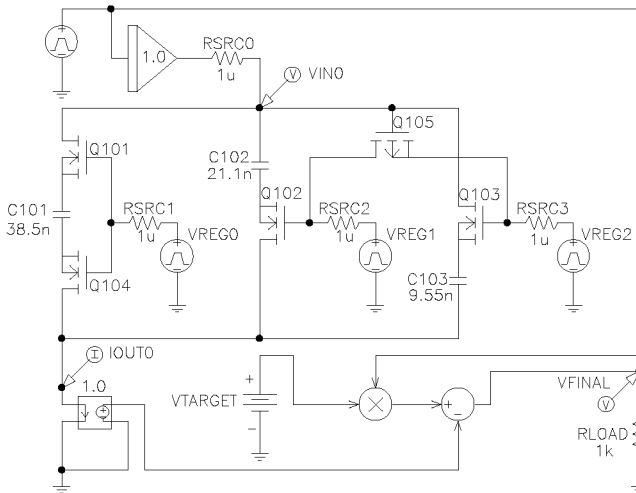 1.0
RSRC0
1u
V VIN0
Q105
Q101
C102
21.1n
Q102
Q103
C101
38.5n
RSRC1
1u
VREG0
RSRC2
1u
VREG1
RSRC3
1u
VREG2
Q104
C103
9.55n
I IOUT0
1.0
VTARGET
+
-
+
-
VFINAL
V
RLOAD
1k